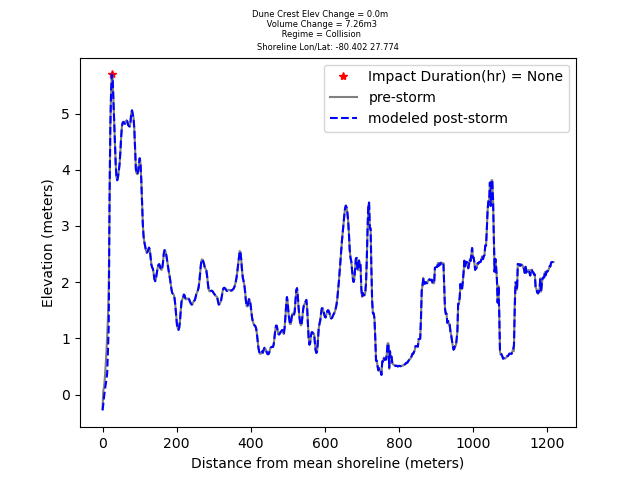 Dune Crest Elev Change = 0.0m
Volume Change = 7.26m3
Regime = Collision
Shoreline Lon/Lat: -80.402 27.774
Impact Duration(hr) = None
pre-storm
modeled post-storm
Elevation (meters)
5
4
3
2
1
0
0 200 400 600 800 1000 1200
Distance from mean shoreline (meters)